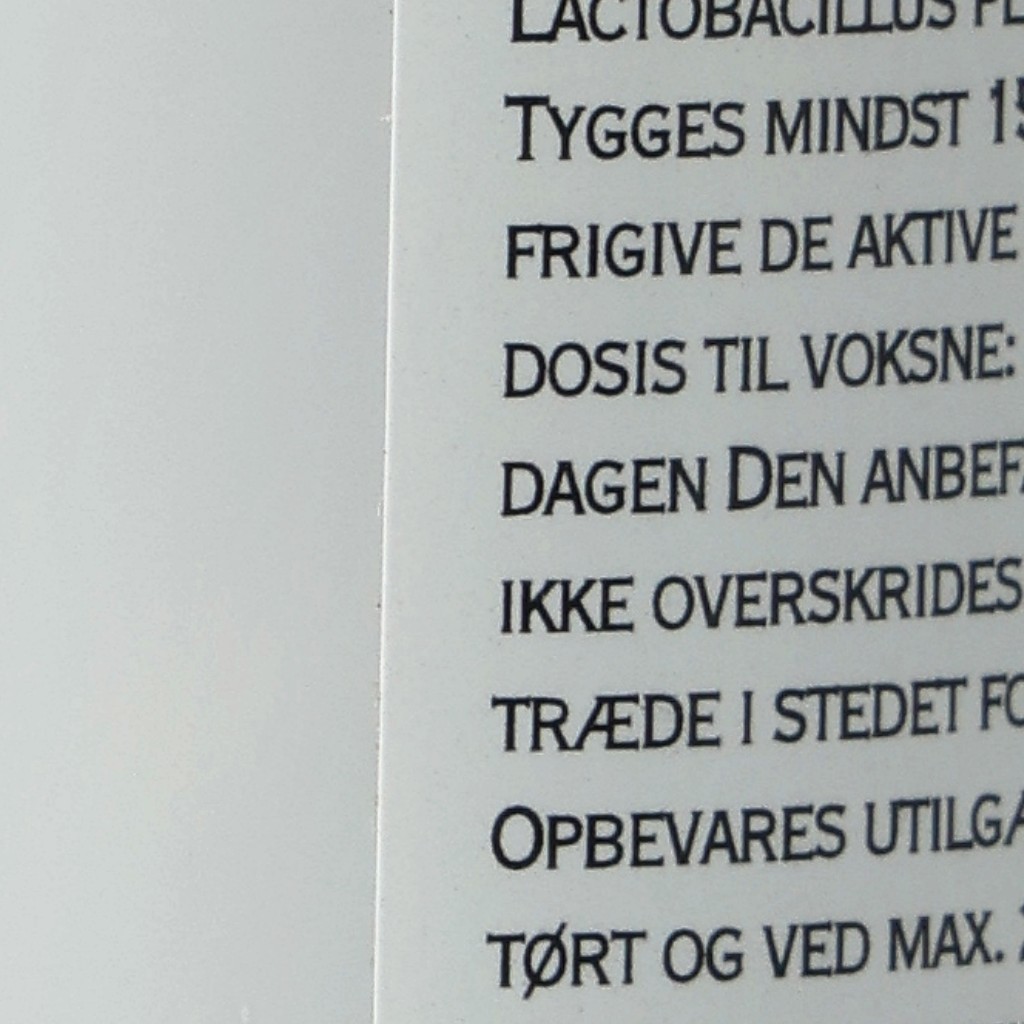 LACTOBACILLUS
TYGGES MINDST
FRIGIVE DE AKTIVE
DOSIS TIL VOKSNE:
DAGEN DEN
IKKE OVERSKRIDES
TRÆDE I STEDET
OPBEVARES
TØRT OG VED MAX.